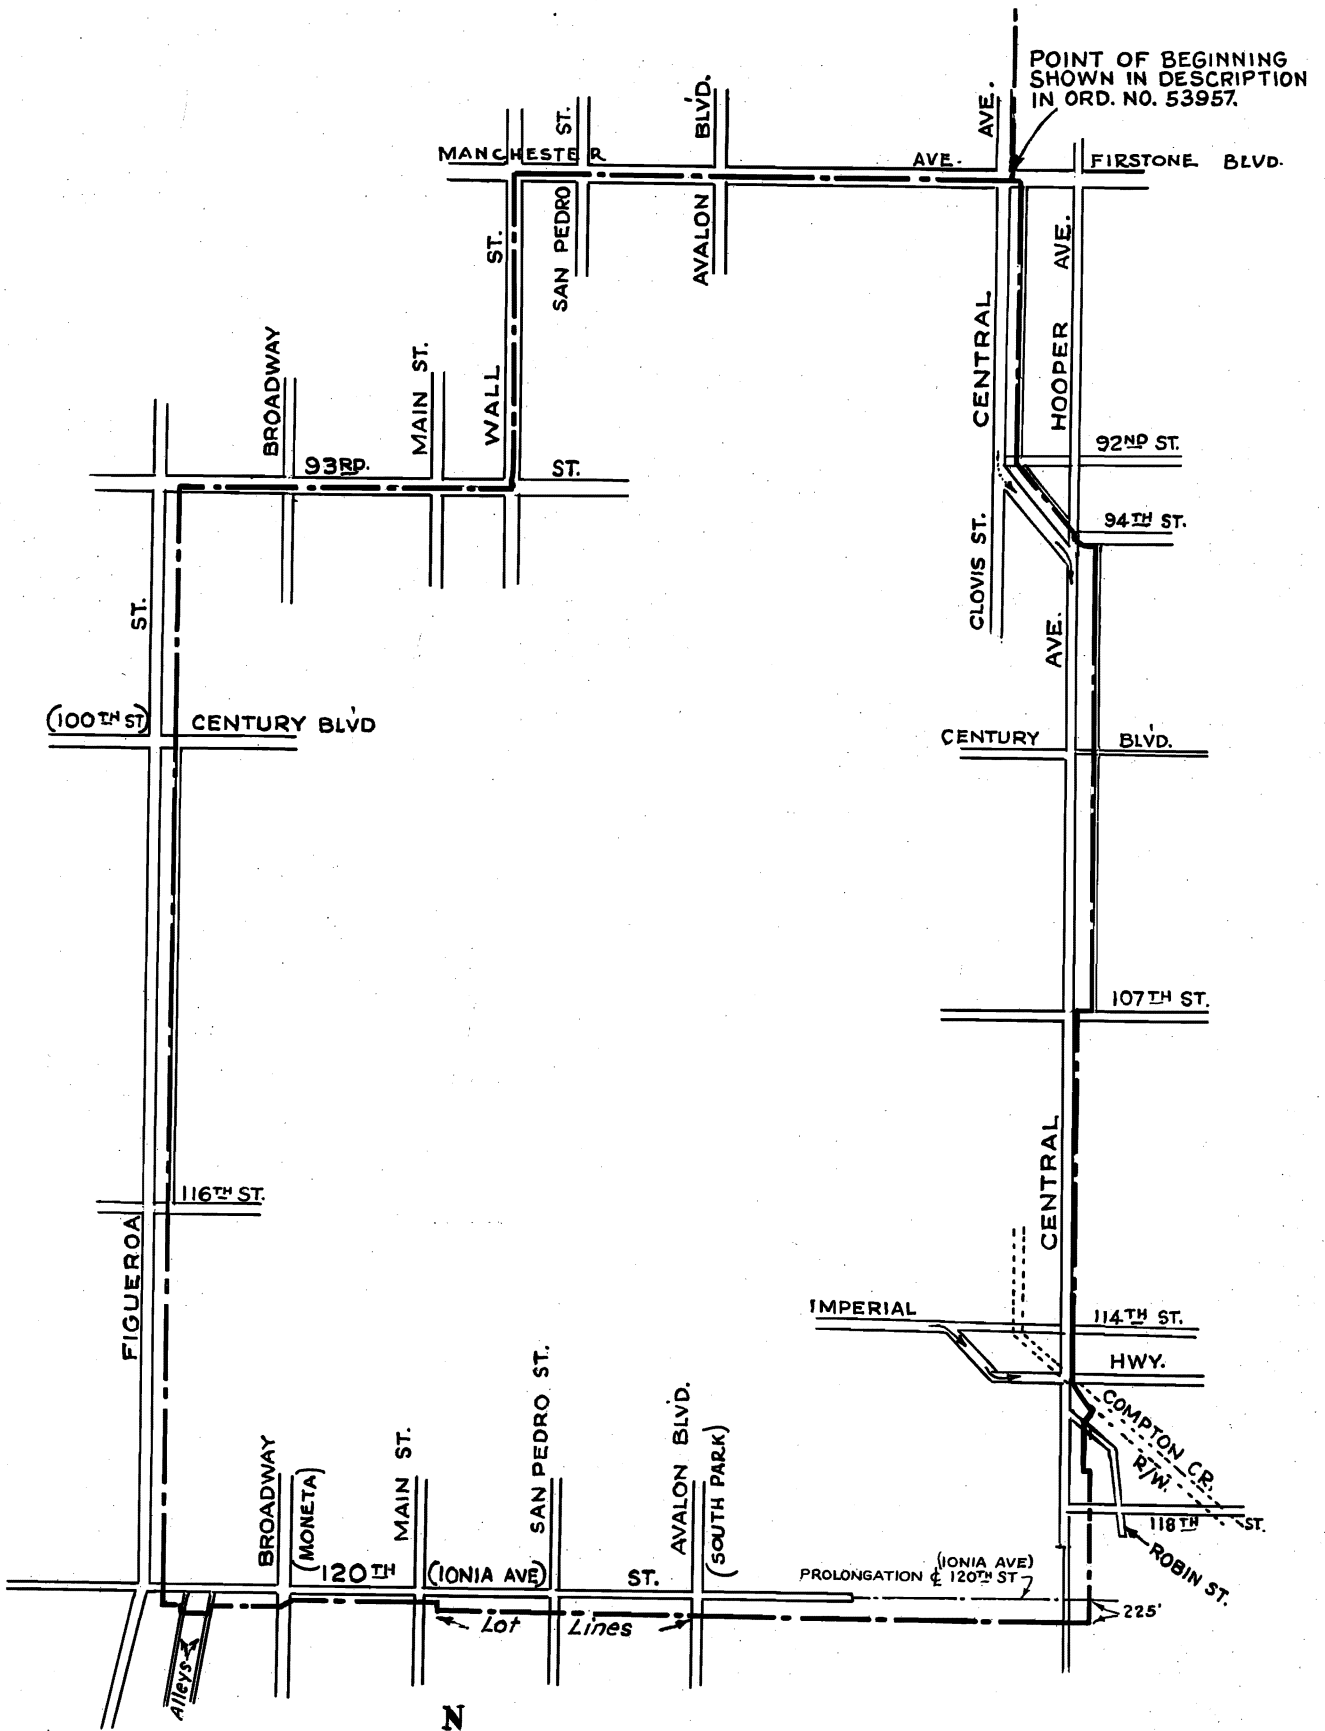 POINT OF BEGINNING
SHOWN IN DESCRIPTION
IN ORD. NO. 53957.
MANCHESTER
AVE.
FIRSTONE BLVD.
ST.
SAN PEDRO
BLV'D.
AVALON
AVE.
CENTRAL
AVE.
HOOPER
ST.
WALL
BROADWAY
MAIN ST.
93RD.
ST.
92ND ST.
94TH ST.
CLOVIS ST.
AVE.
ST.
(100TH ST)
CENTURY BLV'D
CENTURY
BLV'D.
107TH ST.
CENTRAL
116TH ST.
FIGUEROA
IMPERIAL
114TH ST.
HWY.
COMPTON CR.
R/W.
118TH
ST.
ROBIN ST.
BROADWAY
(MONETA)
MAIN ST.
SAN PEDRO ST.
AVALON BLVD.
(SOUTH PARK)
120TH
(IONIA AVE)
ST.
(IONIA AVE)
PROLONGATION ₵ 120TH ST
225'
Lot
Lines
Alleys
N